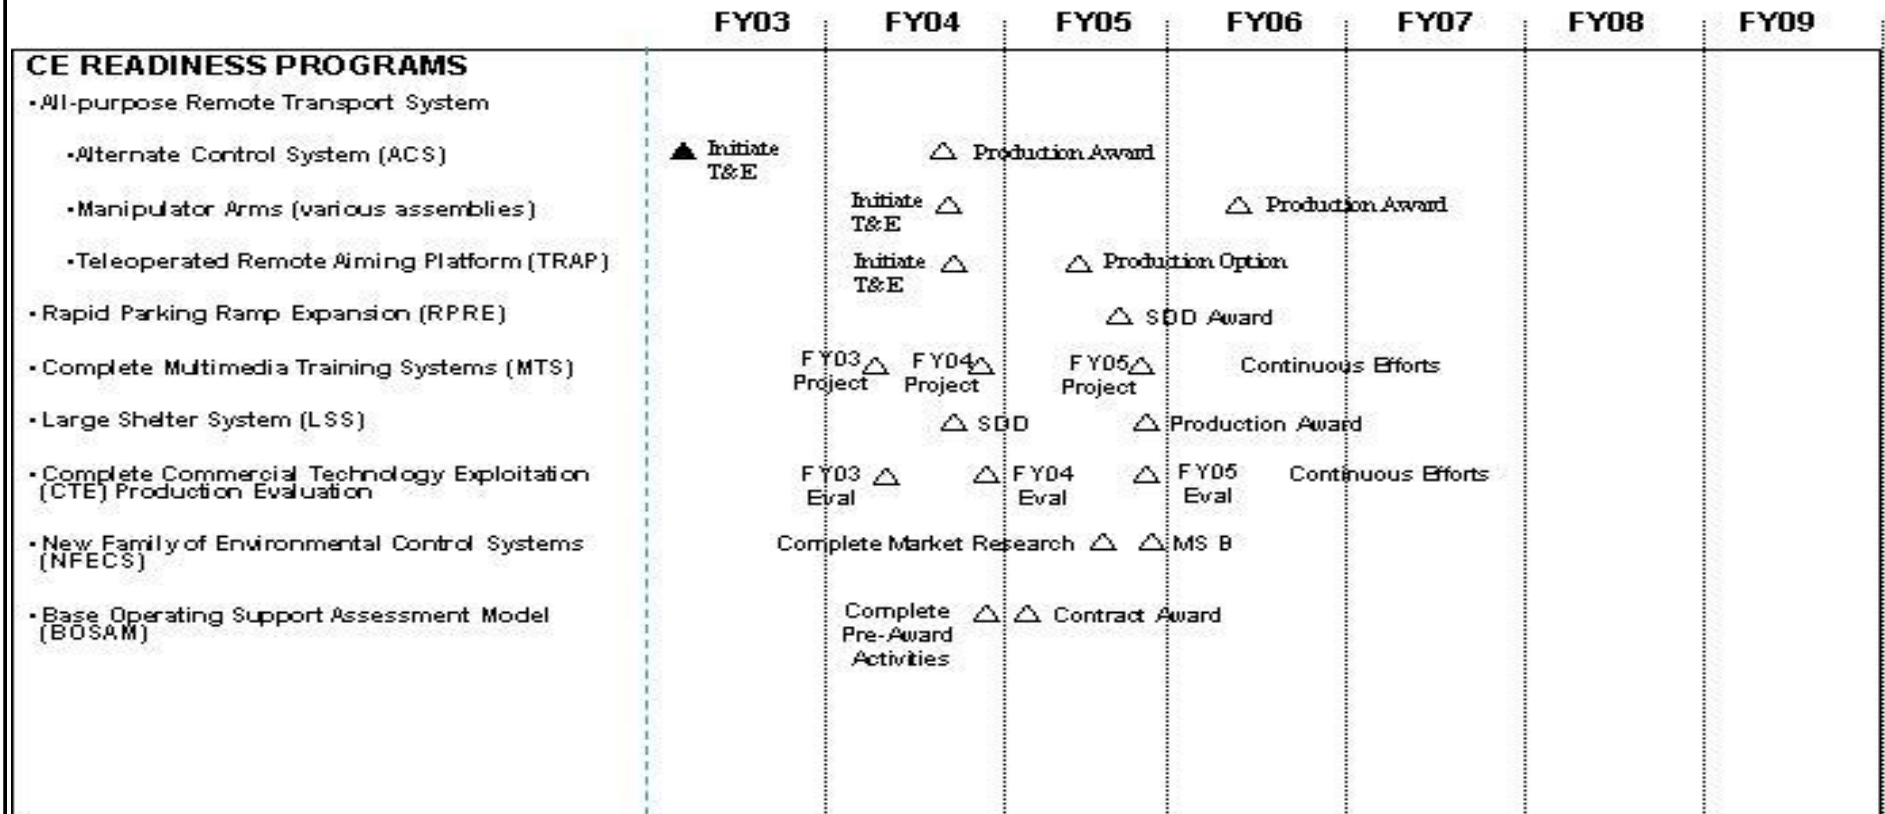 FY03 FY04 FY05 FY06 FY07 FY08 FY09
CE READINESS PROGRAMS
•All-purpose Remote Transport System
•Alternate Control System (ACS) Initiate Production Award
T&E
•Manipulator Arms (various assemblies) Initiate Production Award
T&E
•Teleoperated Remote Aiming Platform (TRAP) Initiate Production Option
T&E
•Rapid Parking Ramp Expansion (RPRE) SDD Award
•Complete Multimedia Training Systems (MTS) FY03 FY04 FY05 Continuous Efforts
Project Project Project
•Large Shelter System (LSS) SDD Production Award
•Complete Commercial Technology Exploitation FY03 FY04 FY05 Continuous Efforts
(CTE) Production Evaluation Eval Eval Eval
•New Family of Environmental Control Systems Complete Market Research MS B
(NFECS)
•Base Operating Support Assessment Model Complete Contract Award
(BOSAM) Pre-Award
Activities